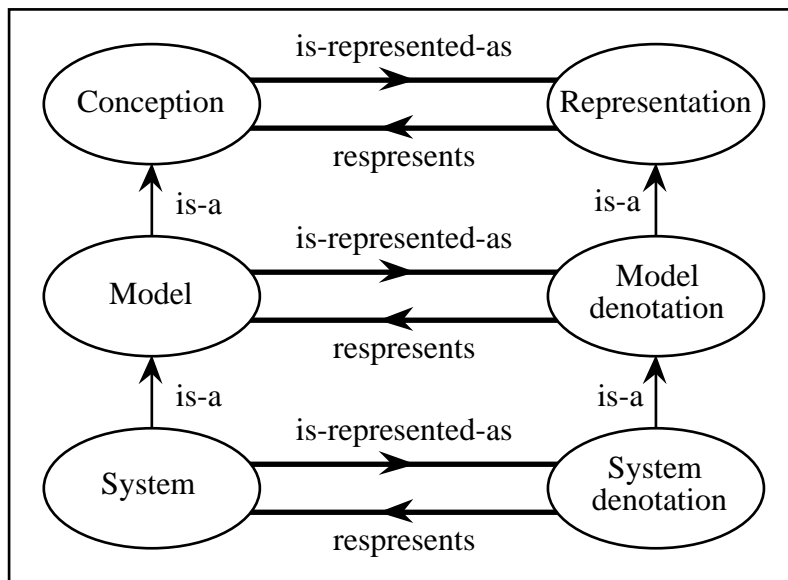 is-represented-as
Conception
Representation
respresents
is-a
is-a
is-represented-as
Model
Model
denotation
respresents
is-a
is-a
is-represented-as
System
System
denotation
respresents